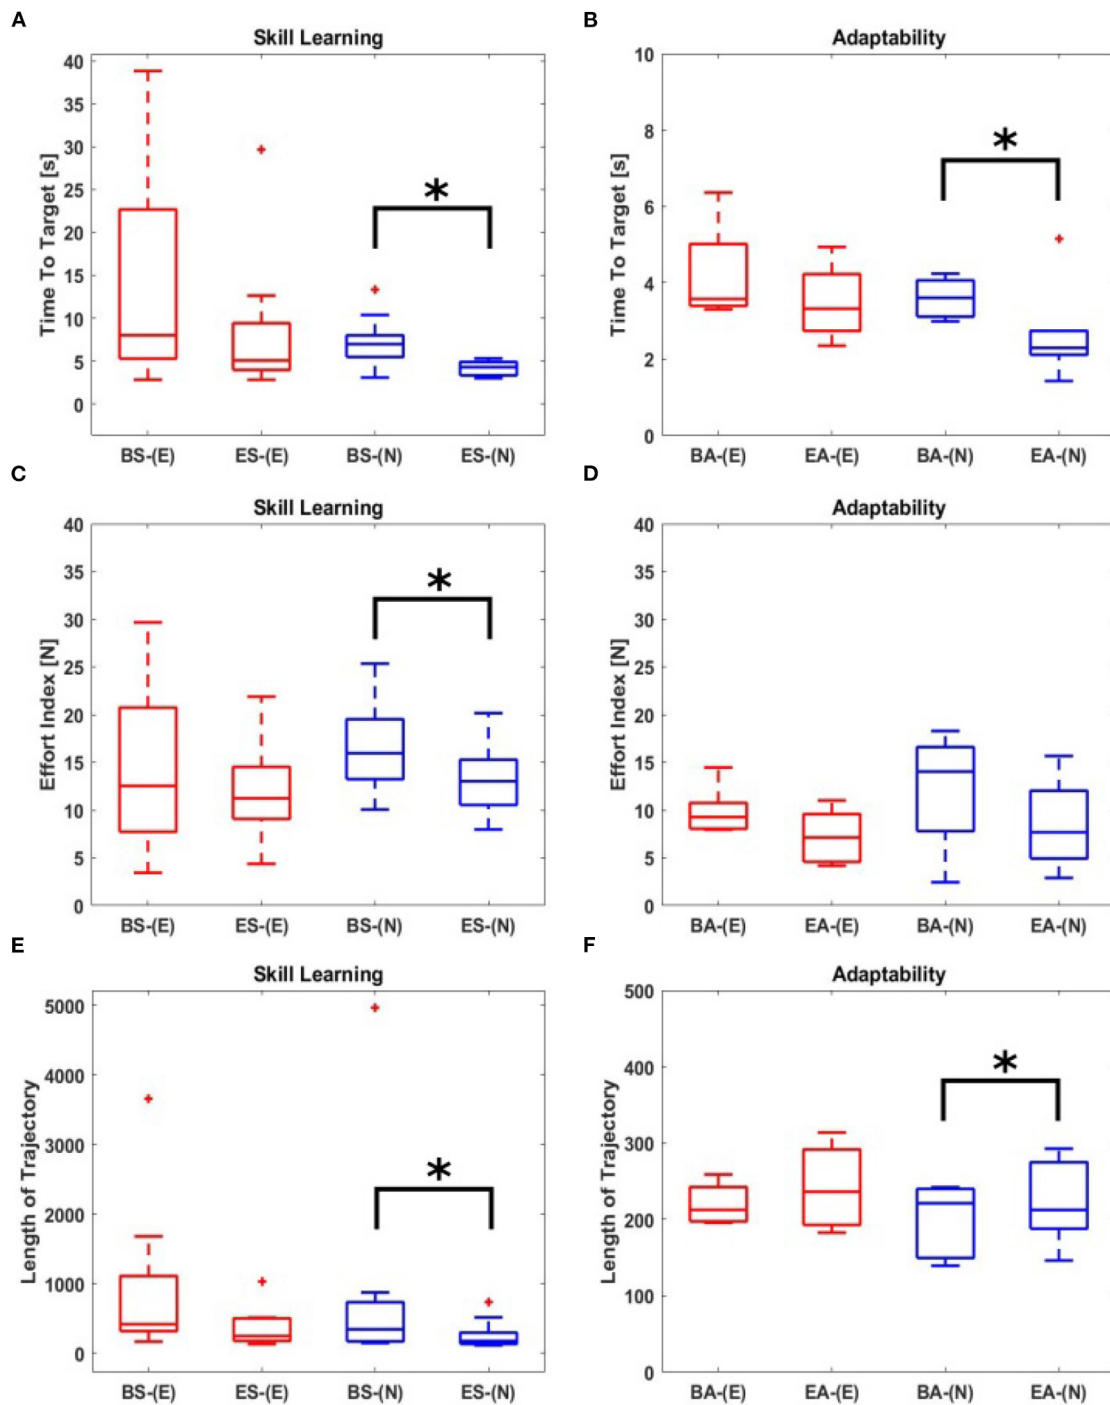 A
Skill Learning
Time To Target [s]
40
35
30
25
20
15
10
5
0
*
BS-(E) ES-(E) BS-(N) ES-(N)
B
Adaptability
Time To Target [s]
10
8
6
4
2
0
*
BA-(E) EA-(E) BA-(N) EA-(N)
C
Skill Learning
Effort Index [N]
40
35
30
25
20
15
10
5
0
*
BS-(E) ES-(E) BS-(N) ES-(N)
D
Adaptability
Effort Index [N]
40
35
30
25
20
15
10
5
0
BA-(E) EA-(E) BA-(N) EA-(N)
E
Skill Learning
Length of Trajectory
5000
4000
3000
2000
1000
0
*
BS-(E) ES-(E) BS-(N) ES-(N)
F
Adaptability
Length of Trajectory
500
400
300
200
100
0
*
BA-(E) EA-(E) BA-(N) EA-(N)